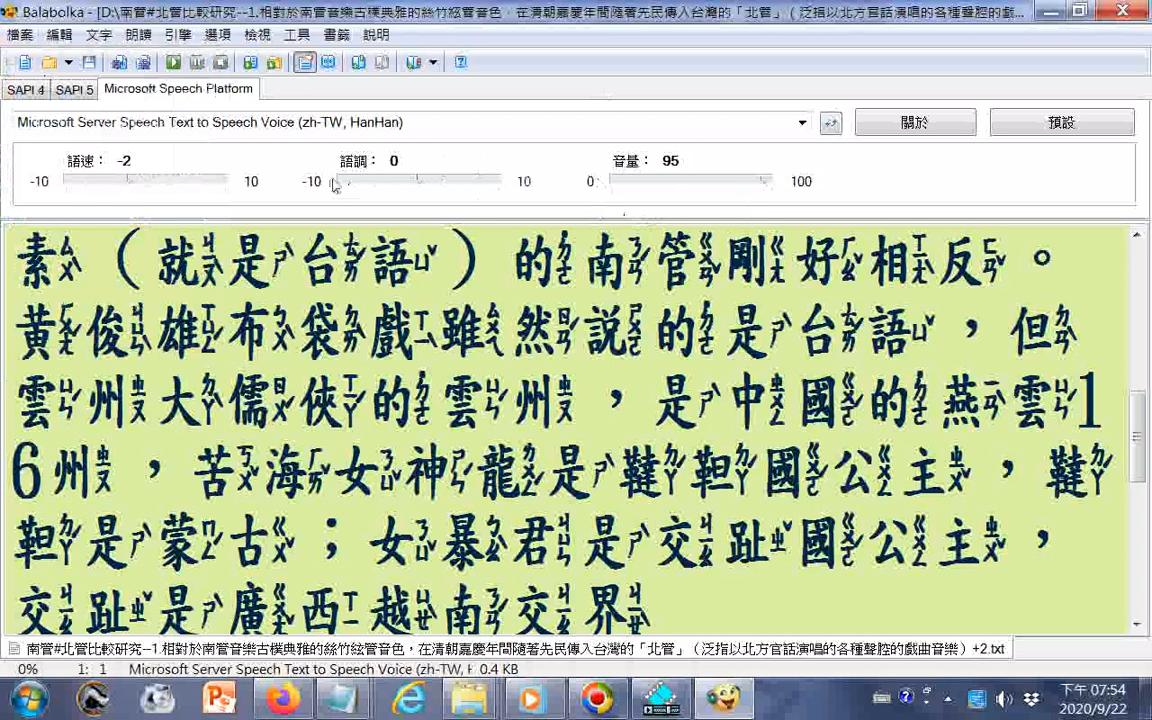 Balabolka - [D:\南管#北管比較研究--1.相對於南管音樂古樸典雅的絲竹絃管音色，在清朝嘉慶年間隨著先民傳入台灣的「北管」（泛指以北方官話演唱的各種聲腔的戲...
檔案 編輯 文字 朗讀 引擎 選項 檢視 工具 書籤 說明
SAPI 4 SAPI 5 Microsoft Speech Platform
Microsoft Server Speech Text to Speech Voice (zh-TW, HanHan) 關於 預設
語速： -2 語調： 0 音量： 95
-10 10 -10 10 0 100
素（就是台語）的南管剛好相反。
黃俊雄布袋戲雖然說的是台語，但
雲州大儒俠的雲州，是中國的燕雲1
6州，苦海女神龍是韃靼國公主，韃
靼是蒙古；女暴君是交趾國公主，
交趾是廣西一越南交界
南管#北管比較研究--1.相對於南管音樂古樸典雅的絲竹絃管音色，在清朝嘉慶年間隨著先民傳入台灣的「北管」（泛指以北方官話演唱的各種聲腔的戲曲音樂）+2.txt
0% 1: 1 Microsoft Server Speech Text to Speech Voice (zh-TW, H 0.4 KB
下午 07:54
2020/9/22